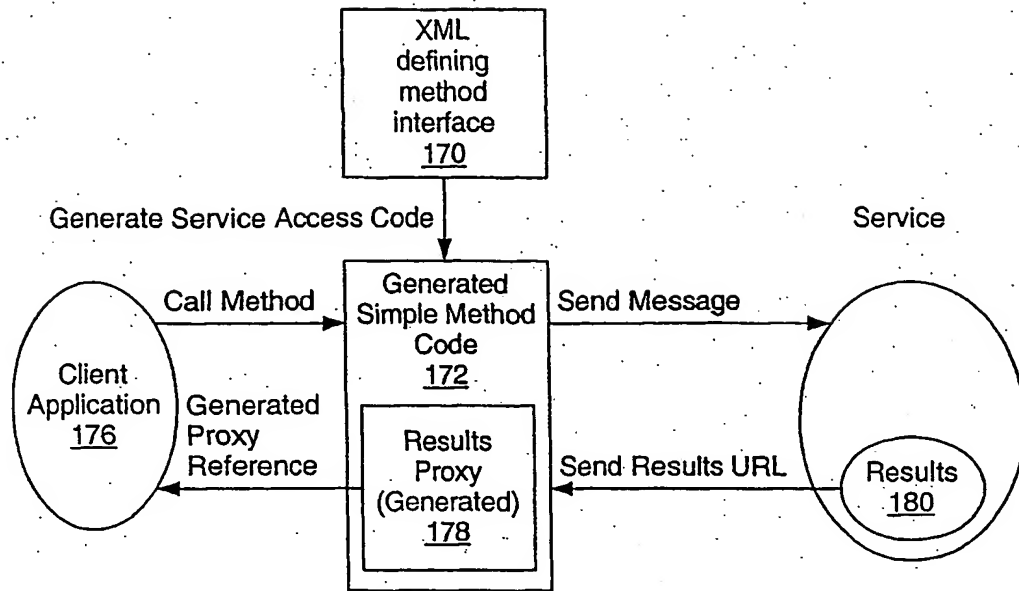 XML
defining
method
interface
170
Generate Service Access Code
Service
Call Method
Generated
Simple Method
Code
172
Send Message
Client
Application
176
Generated
Proxy
Reference
Results
Proxy
(Generated)
178
Send Results URL
Results
180